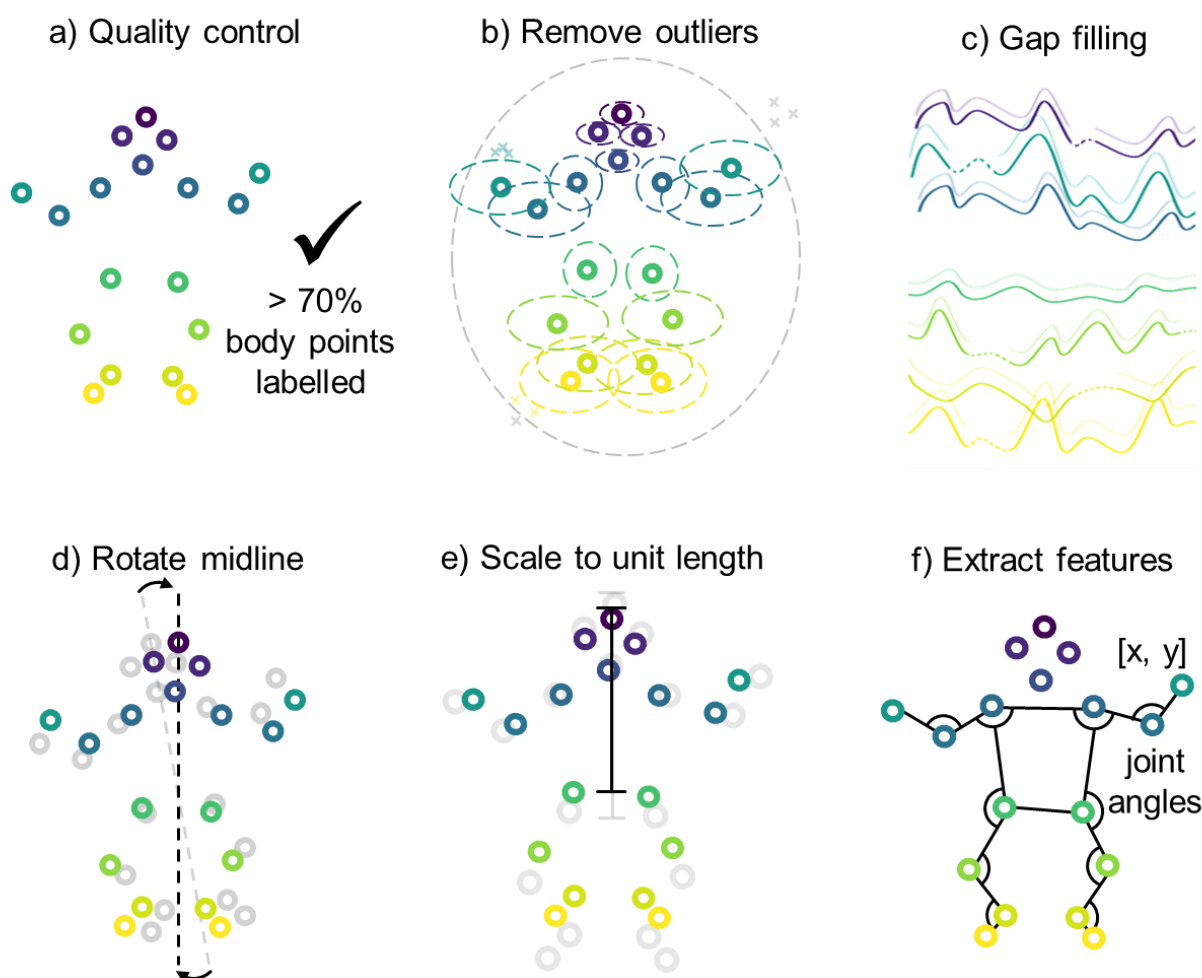 a) Quality control
b) Remove outliers
c) Gap filling
> 70%
body points
labelled
d) Rotate midline
e) Scale to unit length
f) Extract features
[x, y]
joint
angles